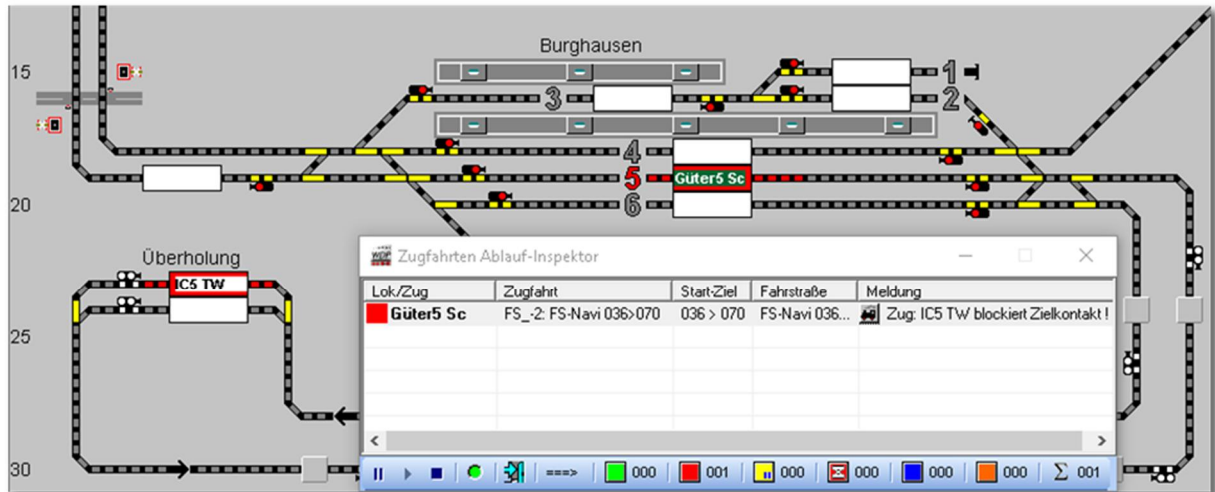 Burghausen
15
1
3
2
4
5
Güter5 Sc
20
6
Überholung
IC5 TW
25
30
WDP
Zugfahrten Ablauf-Inspektor
Lok/Zug Zugfahrt Start-Ziel Fahrstraße Meldung
Güter5 Sc FS_-2: FS-Navi 036>070 036 > 070 FS-Navi 036... Zug: IC5 TW blockiert Zielkontakt !
===> 000 001 000 000 000 000 Σ 001